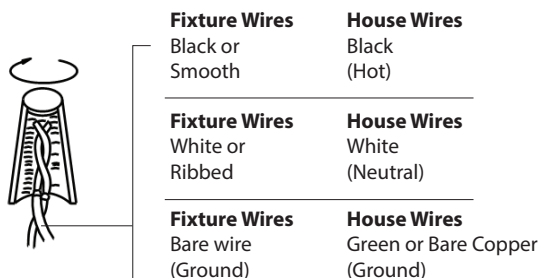 Fixture Wires House Wires
Black or Black
Smooth (Hot)
Fixture Wires House Wires
White or White
Ribbed (Neutral)
Fixture Wires House Wires
Bare wire Green or Bare Copper
(Ground) (Ground)